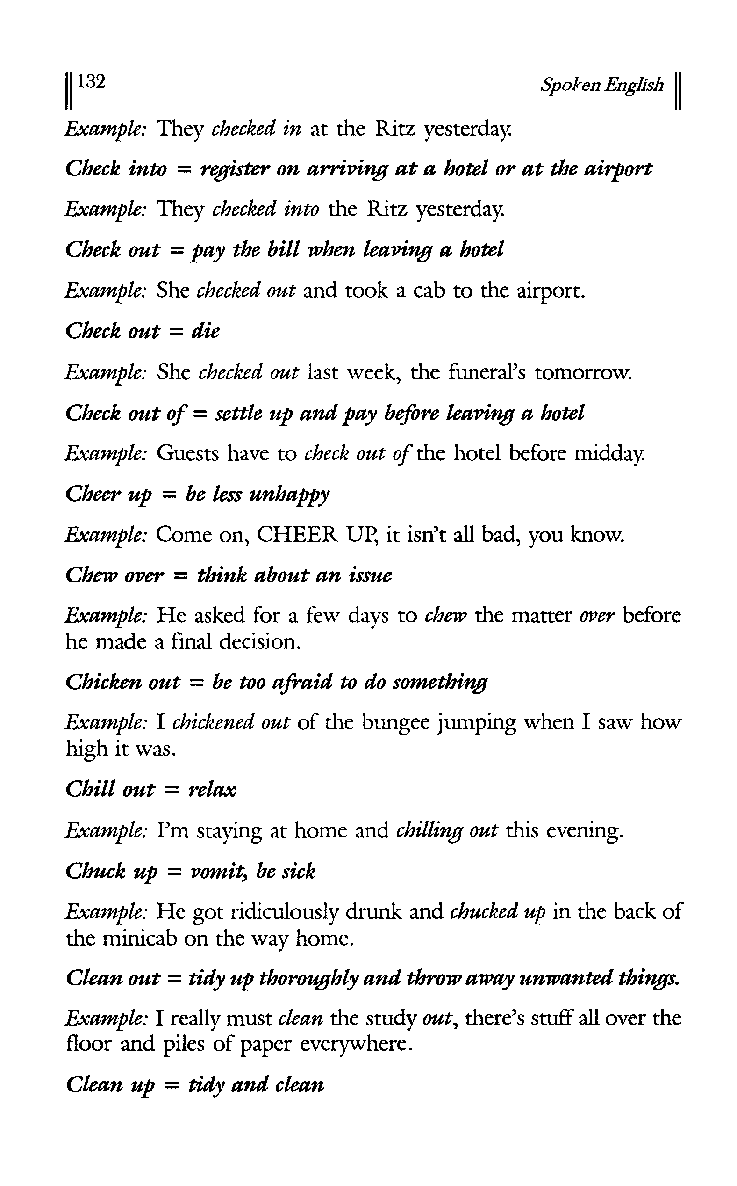 132 Spoken English
Example: They checked in at the Ritz yesterday.
Check into = register on arriving at a hotel or at the airport
Example: They checked into the Ritz yesterday.
Check out = pay the bill when leaving a hotel
Example: She checked out and took a cab to the airport.
Check out = die
Example: She checked out last week, the funeral's tomorrow.
Check out of = settle up and pay before leaving a hotel
Example: Guests have to check out of the hotel before midday.
Cheer up = be less unhappy
Example: Come on, CHEER UP, it isn't all bad, you know.
Chew over = think about an issue
Example: He asked for a few days to chew the matter over before
he made a final decision.
Chicken out = be too afraid to do something
Example: I chickened out of the bungee jumping when I saw how
high it was.
Chill out = relax
Example: I'm staying at home and chilling out this evening.
Chuck up = vomit, be sick
Example: He got ridiculously drunk and chucked up in the back of
the minicab on the way home.
Clean out = tidy up thoroughly and throw away unwanted things.
Example: I really must clean the study out, there's stuff all over the
floor and piles of paper everywhere.
Clean up = tidy and clean